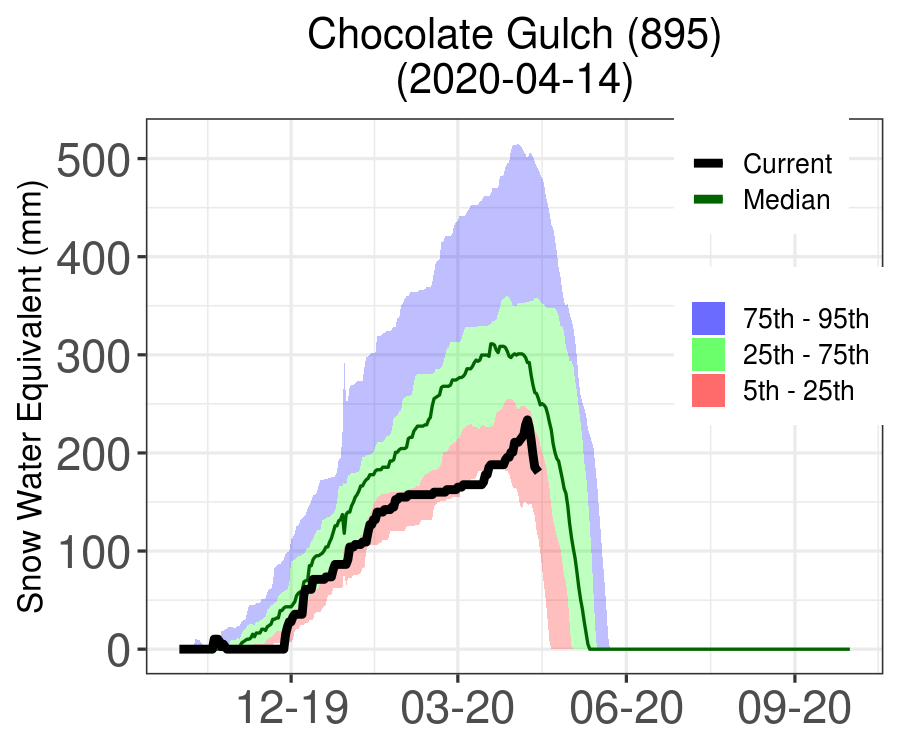 Chocolate Gulch (895)
(2020-04-14)
Snow Water Equivalent (mm)
500
400
300
200
100
0
12-19
03-20
06-20
09-20
Current
Median
75th - 95th
25th - 75th
5th - 25th